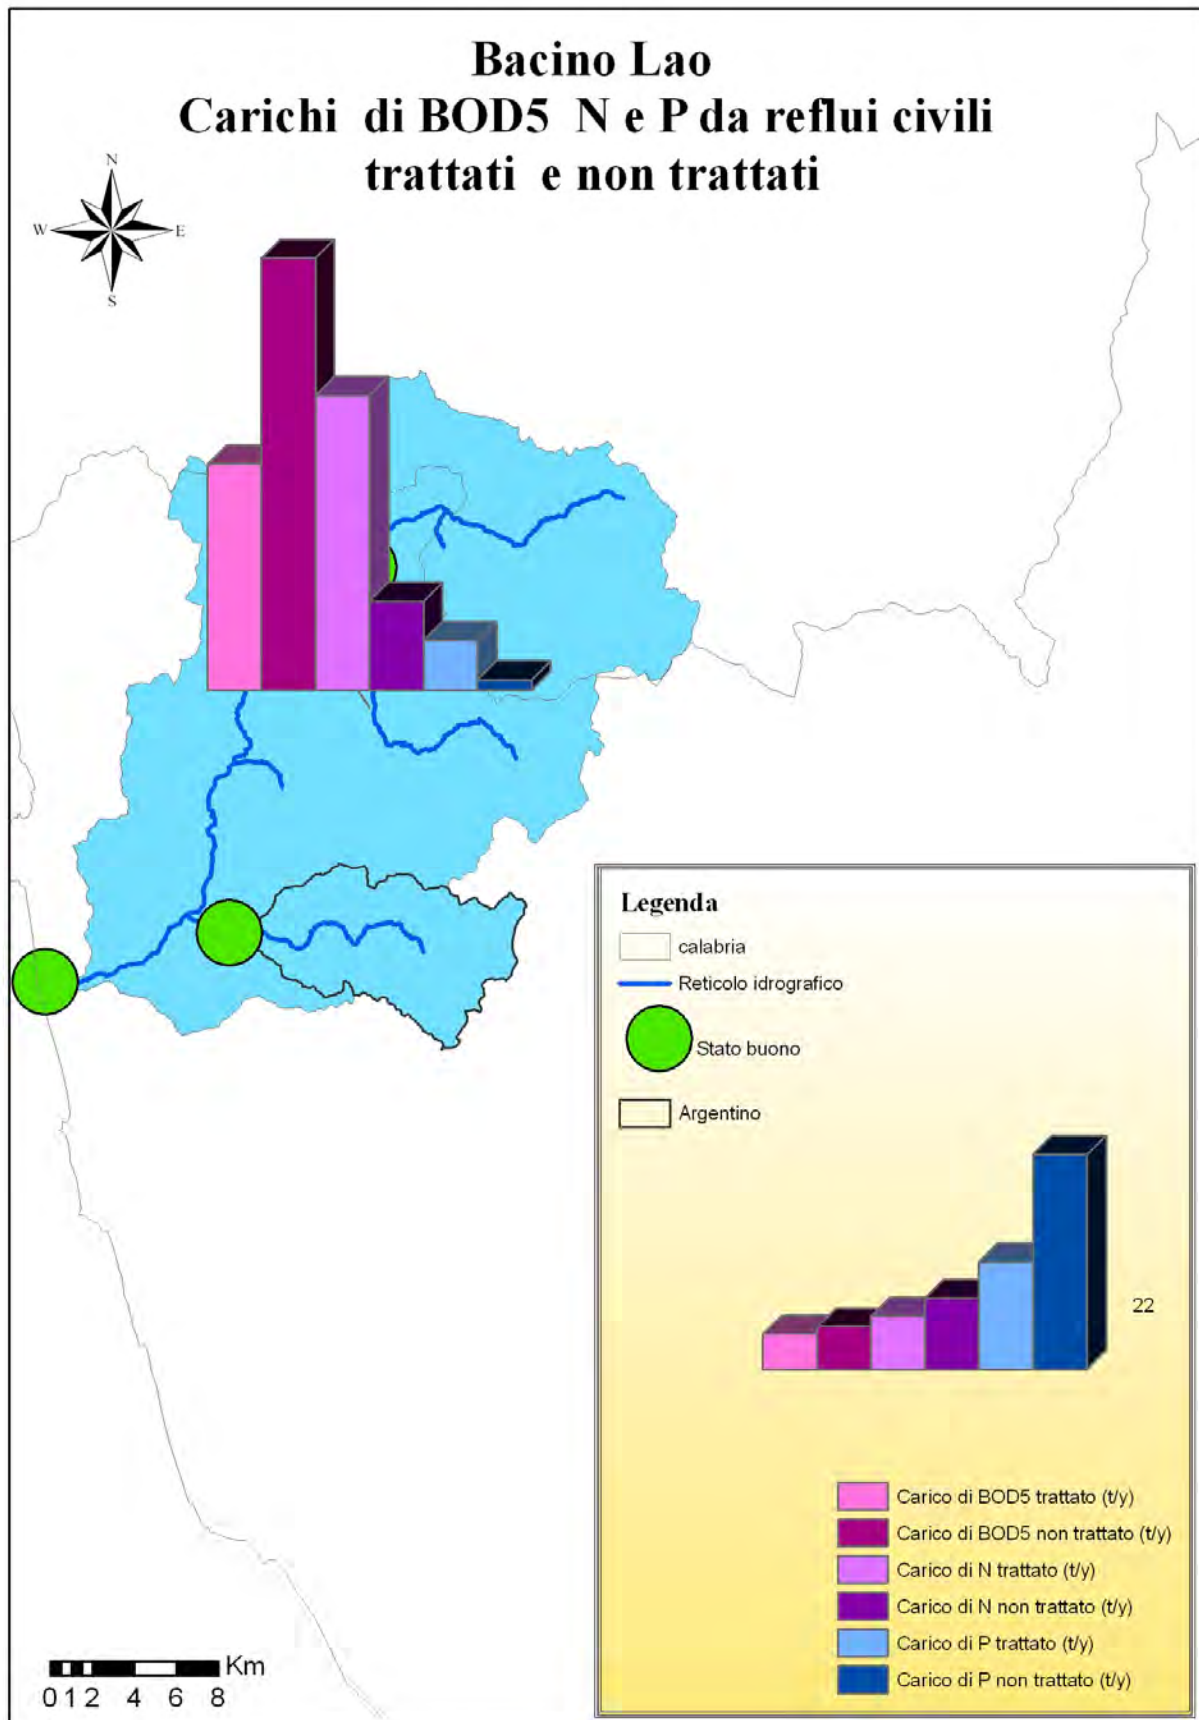 Bacino Lao
Carichi di BOD5 N e P da reflui civili
trattati e non trattati
N
W E
S
Legenda
calabria
Reticolo idrografico
Stato buono
Argentino
22
Carico di BOD5 trattato (t/y)
Carico di BOD5 non trattato (t/y)
Carico di N trattato (t/y)
Carico di N non trattato (t/y)
Carico di P trattato (t/y)
Carico di P non trattato (t/y)
Km
0 1 2 4 6 8